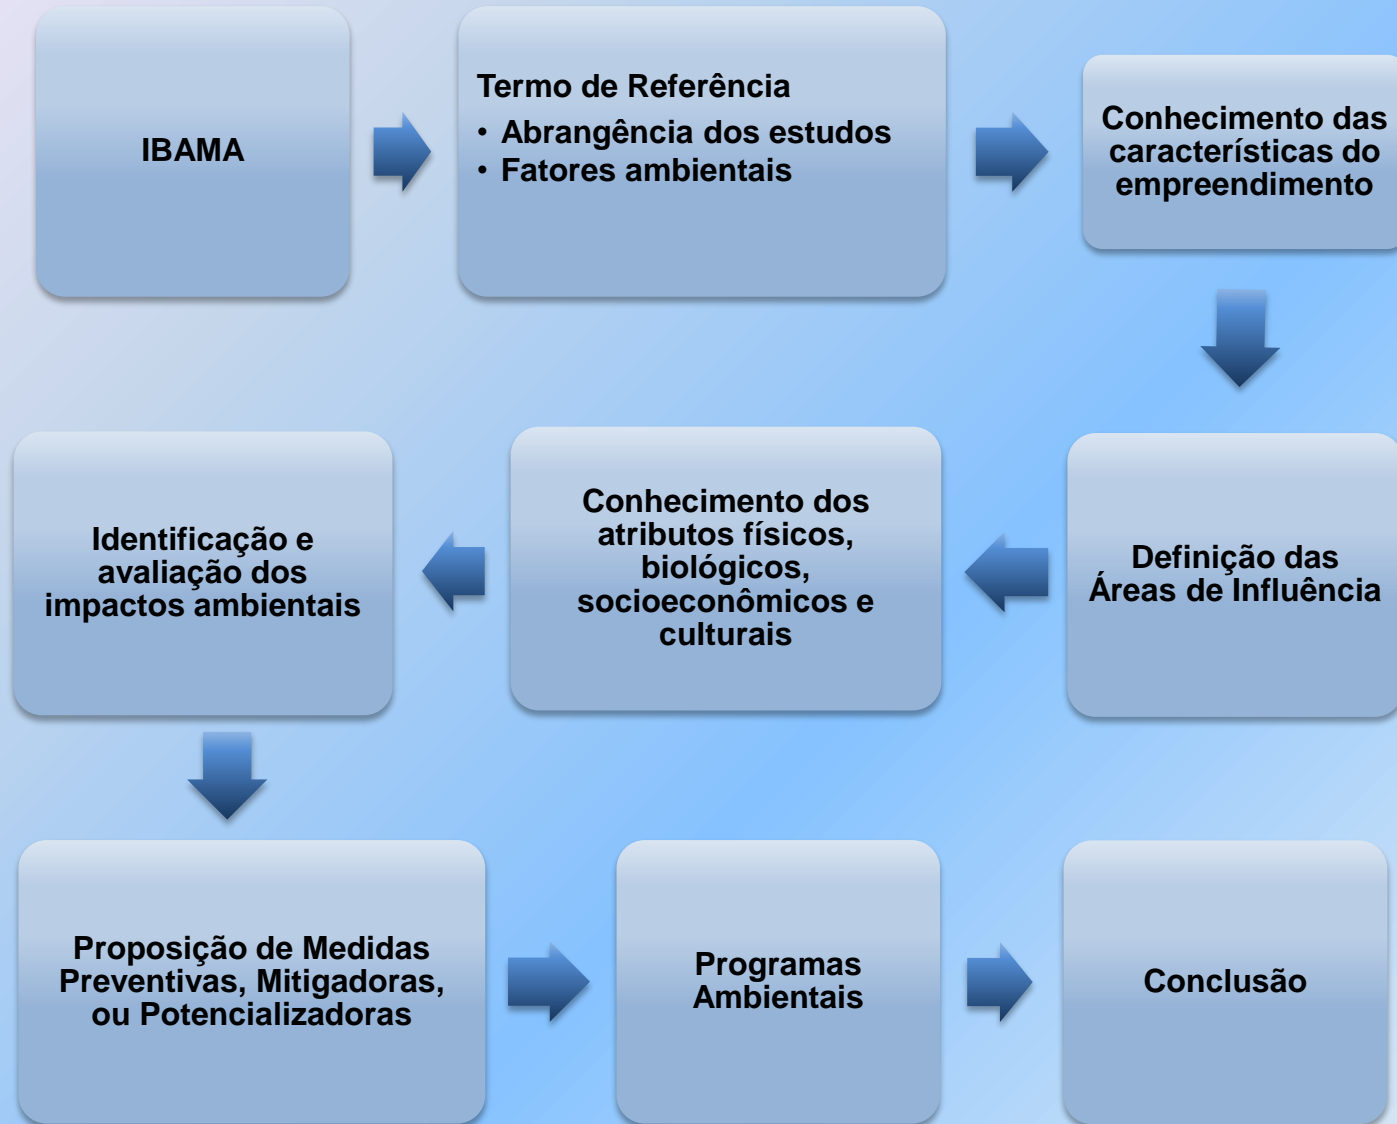 IBAMA
Termo de Referência
• Abrangência dos estudos
• Fatores ambientais
Conhecimento das
características do
empreendimento
Definição das
Áreas de Influência
Conhecimento dos
atributos físicos,
biológicos,
socioeconômicos e
culturais
Identificação e
avaliação dos
impactos ambientais
Proposição de Medidas
Preventivas, Mitigadoras,
ou Potencializadoras
Programas
Ambientais
Conclusão